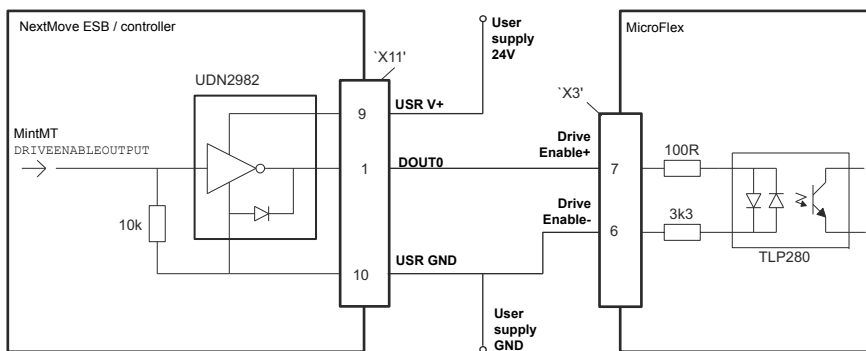 NextMove ESB / controller
User
supply
24V
MicroFlex
`X11'
UDN2982
USR V+
`X3'
9
MintMT
DRIVEENABLEOUTPUT
Drive
Enable+
100R
1
DOUT0
7
10k
Drive
Enable-
3k3
6
TLP280
10
USR GND
User
supply
GND